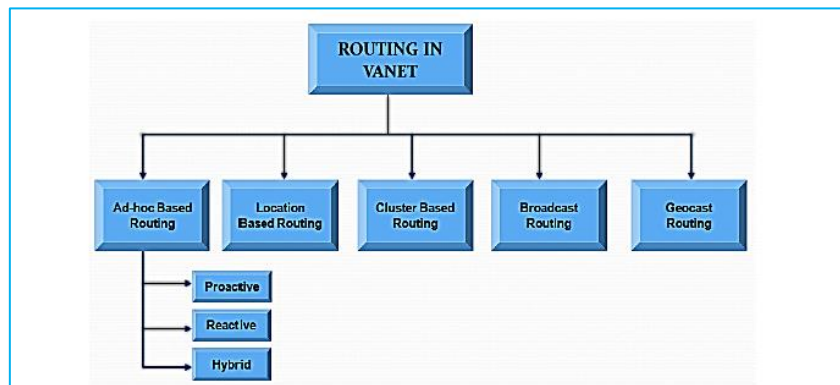 ROUTING IN
VANET
Ad-hoc Based
Routing
Location
Based Routing
Cluster Based
Routing
Broadcast
Routing
Geocast
Routing
Proactive
Reactive
Hybrid